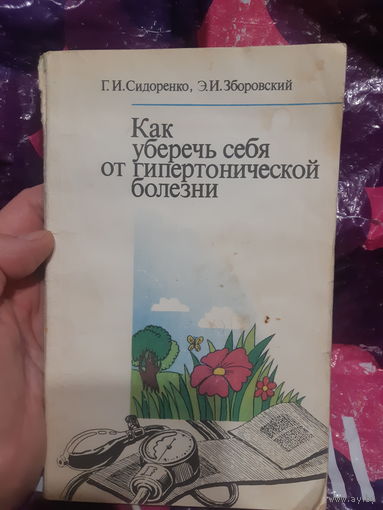 Г.И.Сидоренко, Э.И.Зборовский
Как
уберечь себя
от гипертонической
болезни